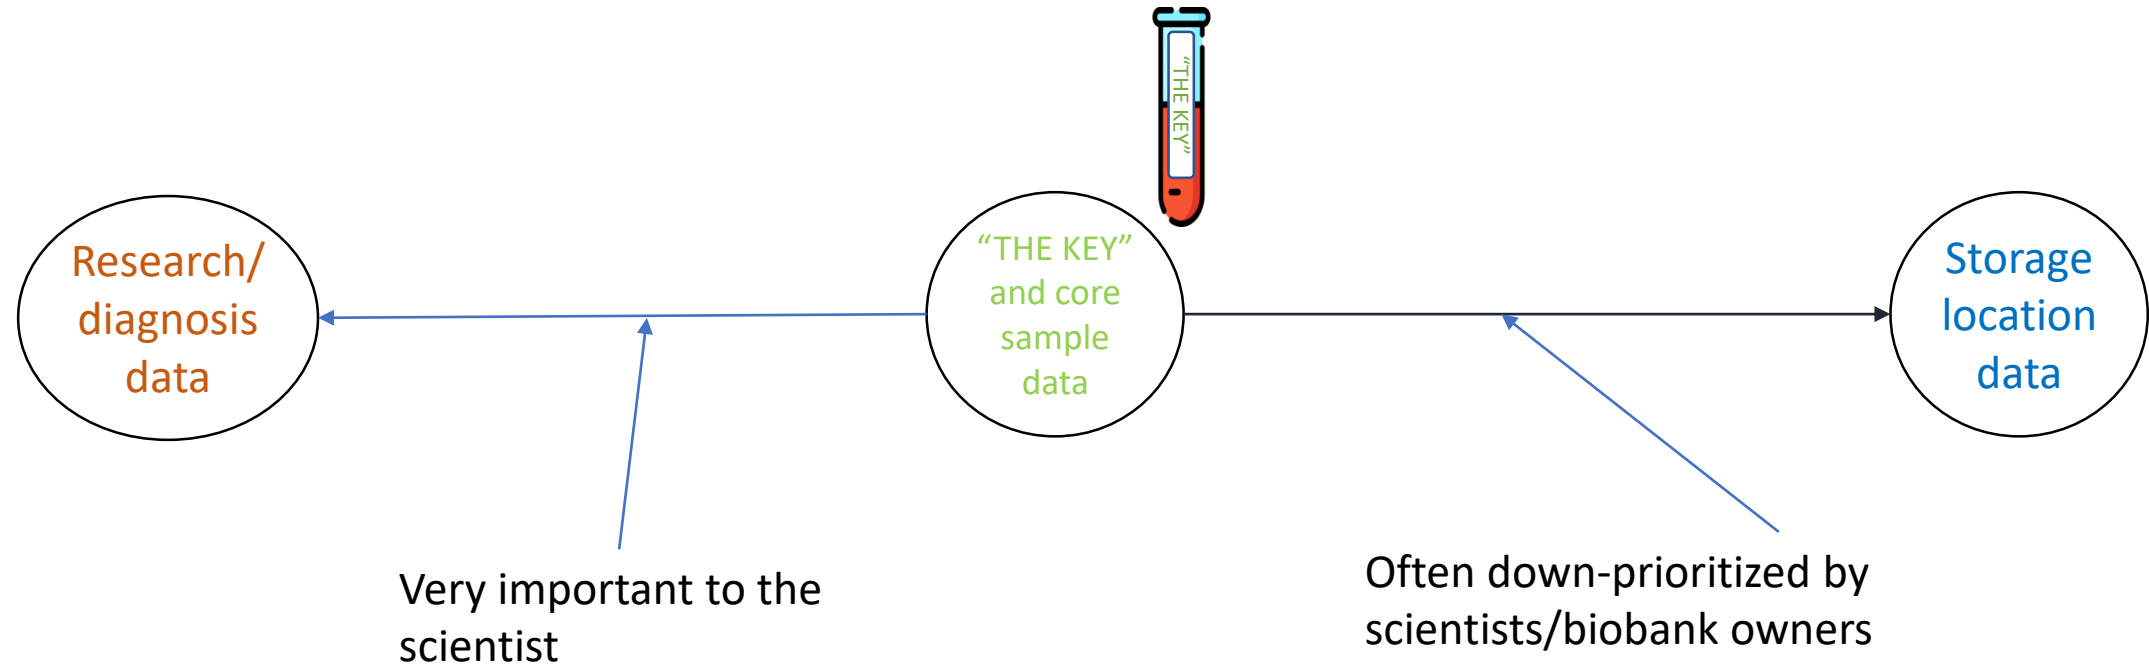 “THE KEY”
Research/
diagnosis
data
“THE KEY”
and core
sample
data
Storage
location
data
Very important to the
scientist
Often down-prioritized by
scientists/biobank owners